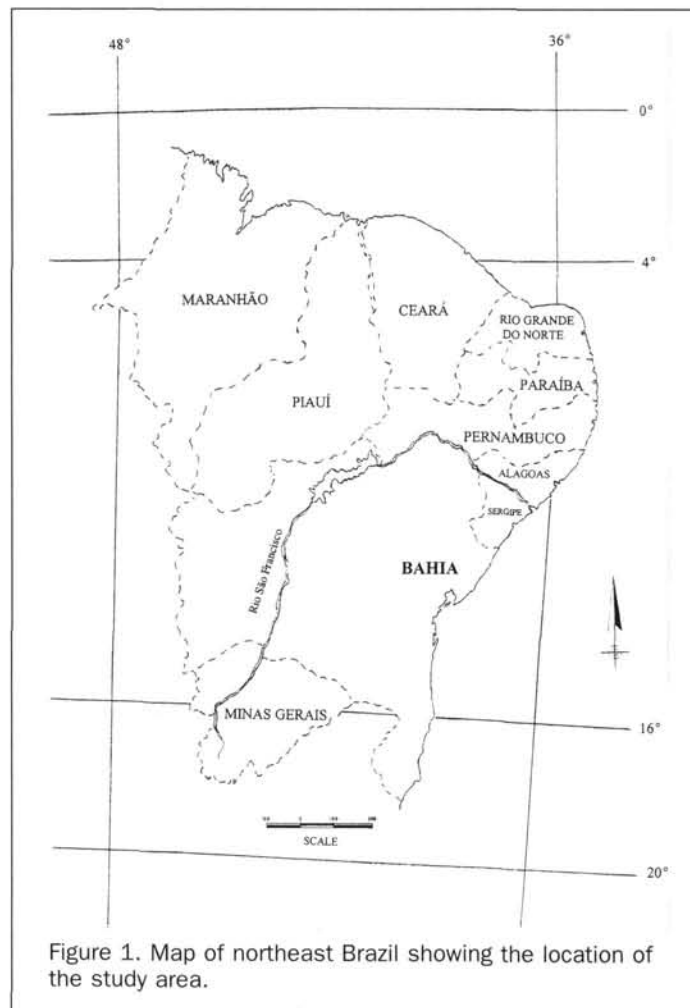 48°
36°
0°
4°
MARANHÃO
CEARÁ
RIO GRANDE
DO NORTE
PARAÍBA
PIAUÍ
PERNAMBUCO
ALAGOAS
SERGIPE
Rio São Francisco
BAHIA
MINAS GERAIS
16°
SCALE
20°
Figure 1. Map of northeast Brazil showing the location of
the study area.